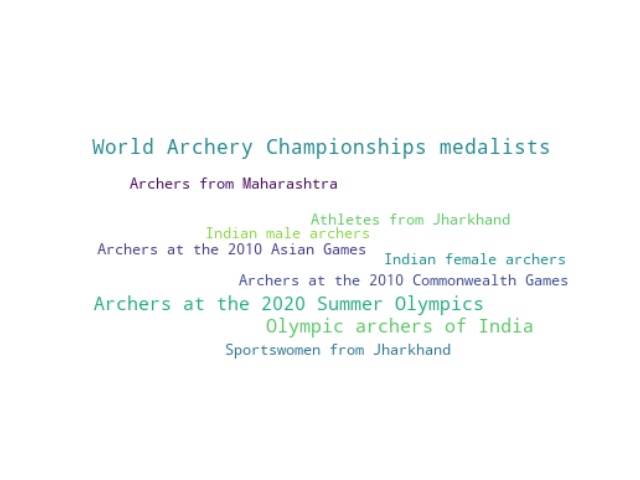 World Archery Championships medalists
Archers from Maharashtra
Athletes from Jharkhand
Indian male archers
Archers at the 2010 Asian Games
Indian female archers
Archers at the 2010 Commonwealth Games
Archers at the 2020 Summer Olympics
Olympic archers of India
Sportswomen from Jharkhand